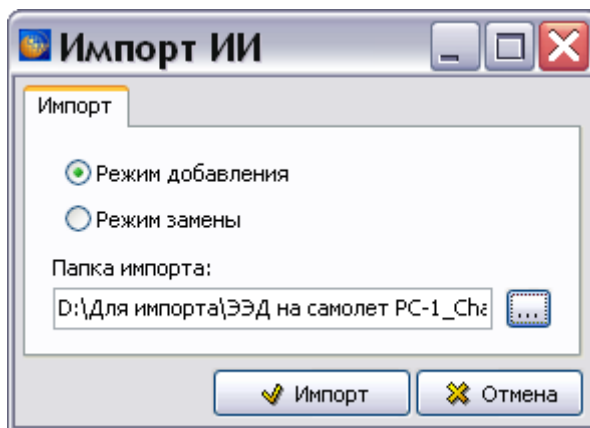 Импорт ИИ
Импорт
Режим добавления
Режим замены
Папка импорта:
D:\Для импорта\ЭЭД на самолет РС-1_Cha
...
Импорт
Отмена